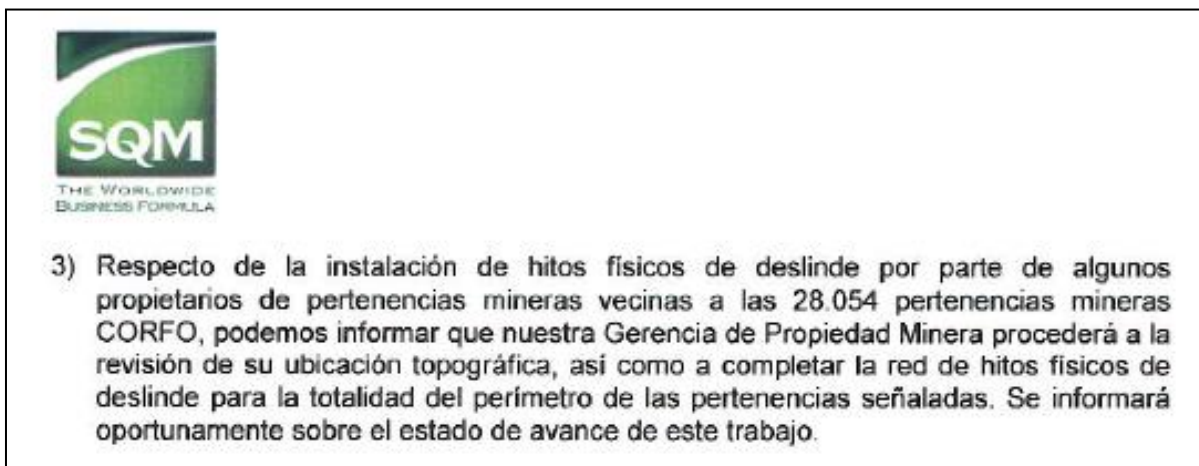 SQM
THE WORLDWIDE
BUSINESS FORMULA
3) Respecto de la instalación de hitos físicos de deslinde por parte de algunos
propietarios de pertenencias mineras vecinas a las 28.054 pertenencias mineras
CORFO, podemos informar que nuestra Gerencia de Propiedad Minera procederá a la
revisión de su ubicación topográfica, así como a completar la red de hitos físicos de
deslinde para la totalidad del perímetro de las pertenencias señaladas. Se informará
oportunamente sobre el estado de avance de este trabajo.